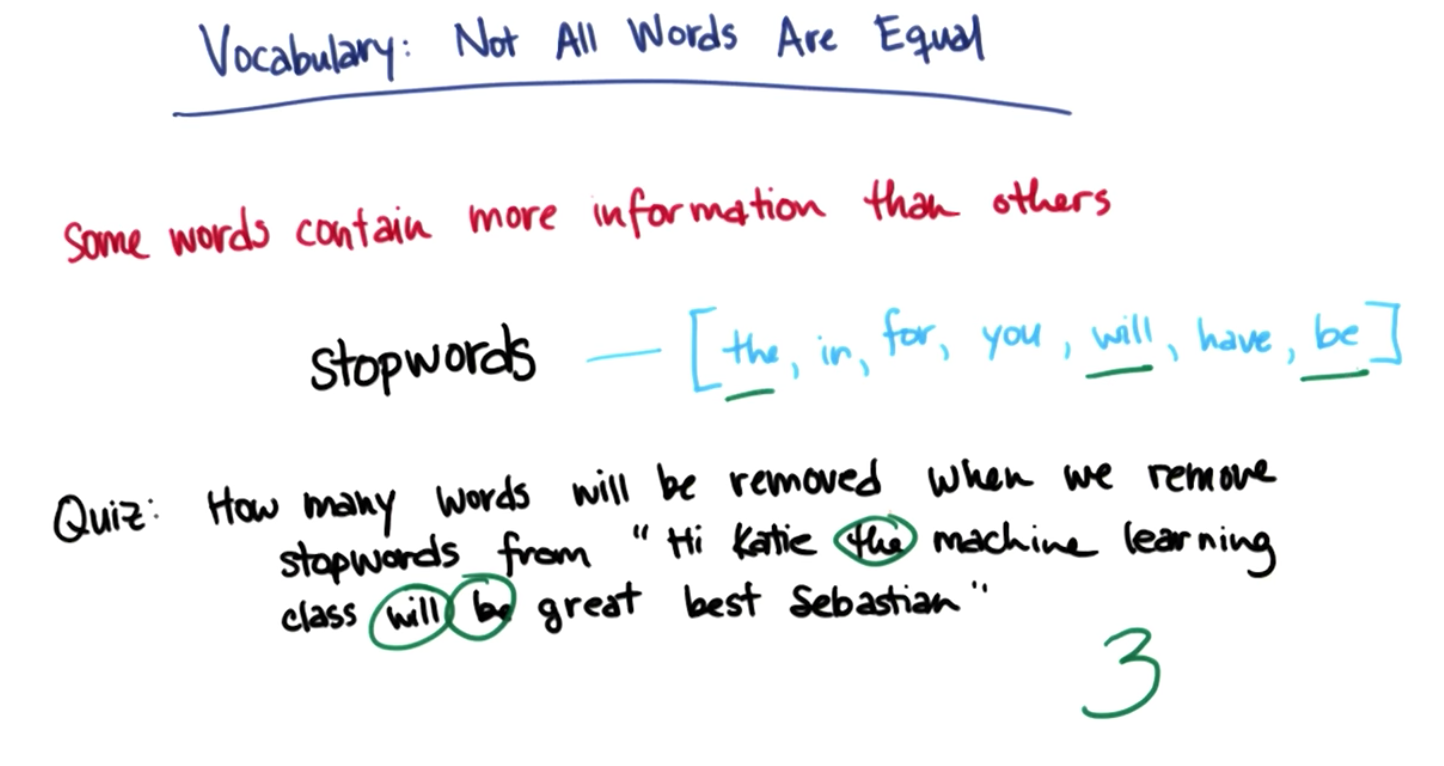 Vocabulary: Not All Words Are Equal
Some words contain more information than others
stopwords — [the, in, for, you, will, have, be]
Quiz: How many words will be removed when we remove
stopwords from "Hi Katie the machine learning
class will be great best Sebastian"
3